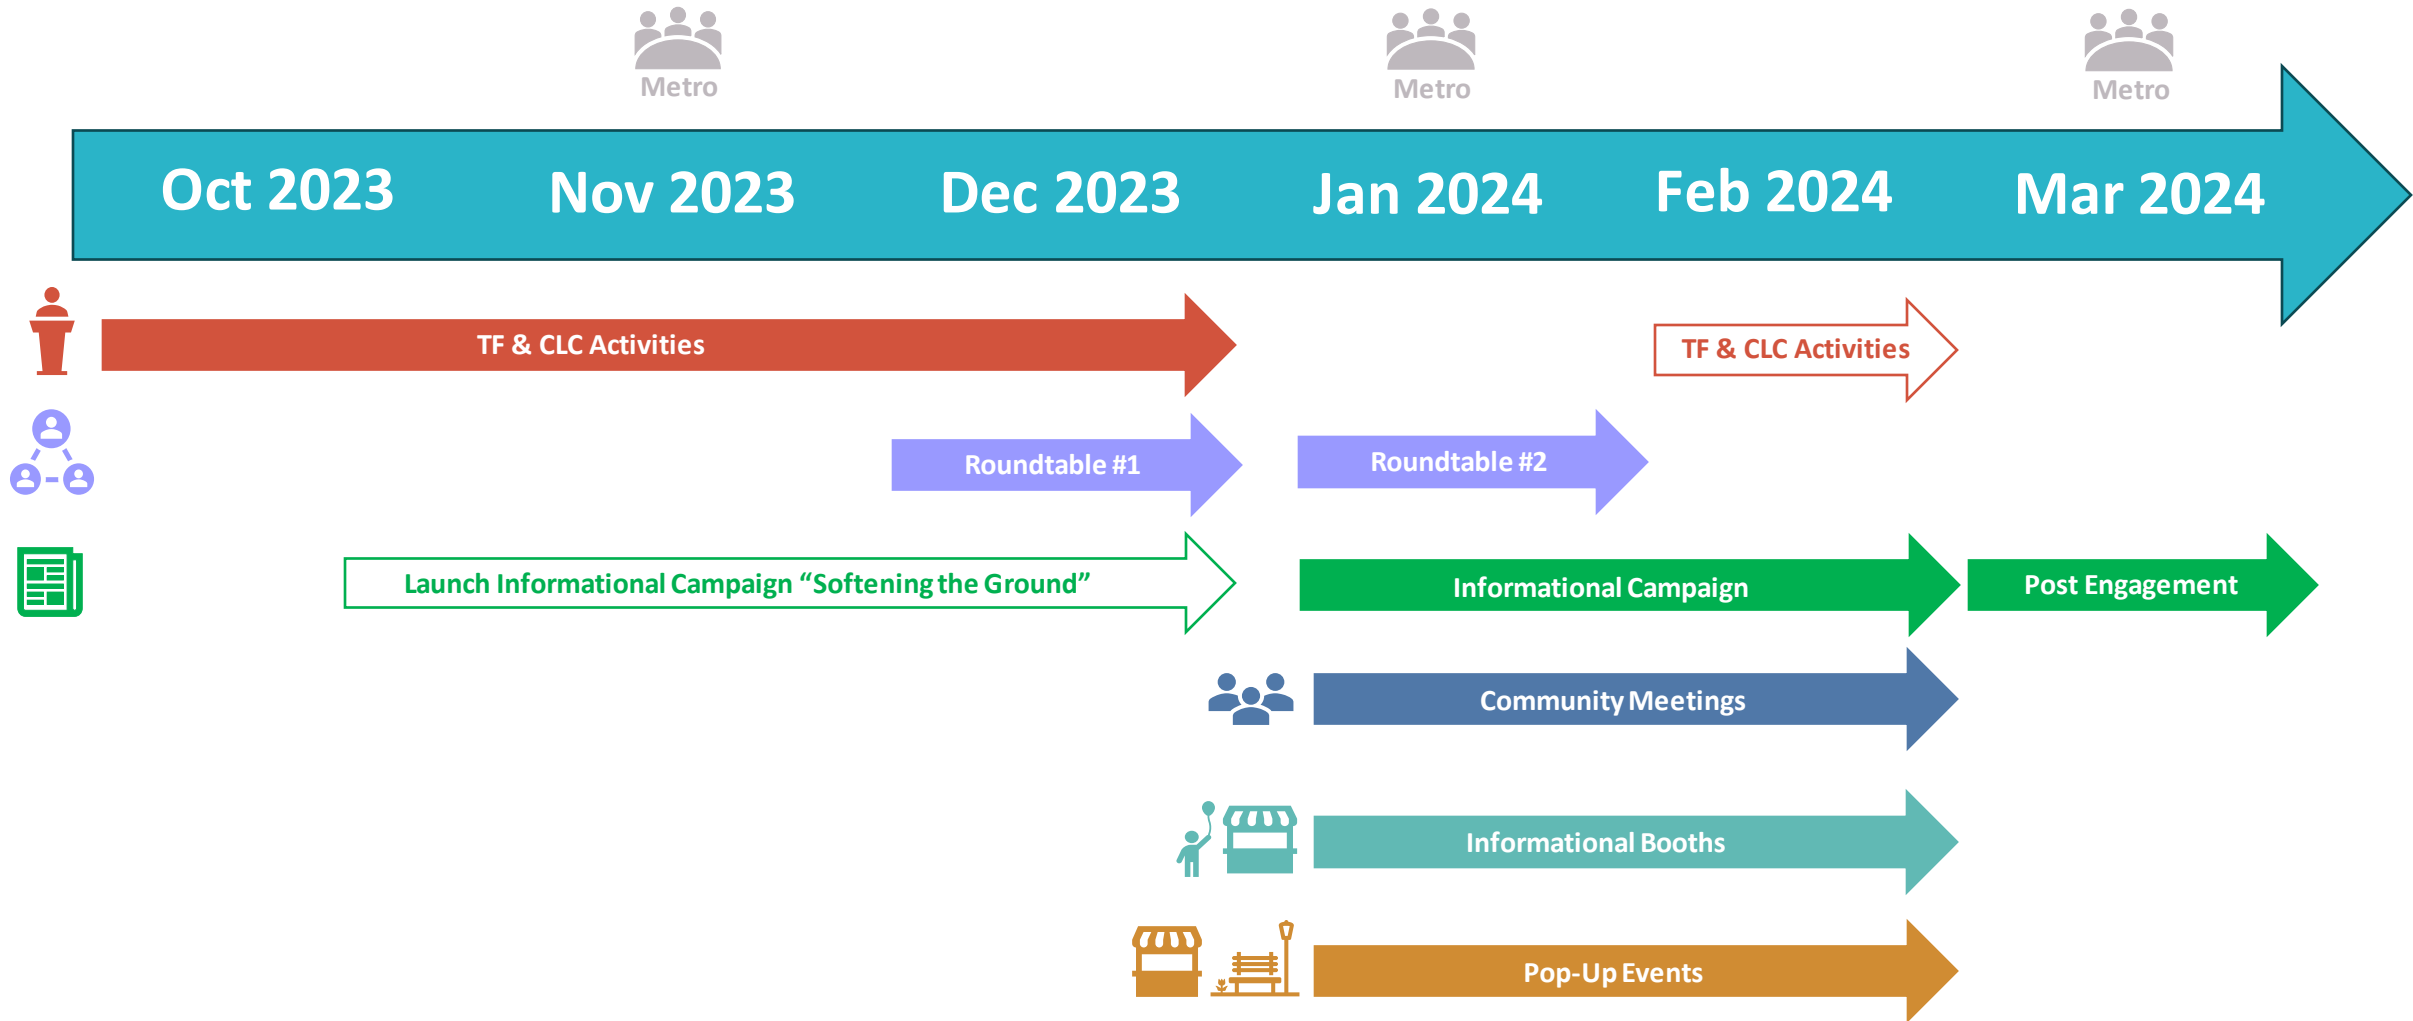 Metro
Metro
Metro
Oct 2023
Nov 2023
Dec 2023
Jan 2024
Feb 2024
Mar 2024
TF & CLC Activities
TF & CLC Activities
Roundtable #1
Roundtable #2
Launch Informational Campaign “Softening the Ground”
Informational Campaign
Post Engagement
Community Meetings
Informational Booths
Pop-Up Events